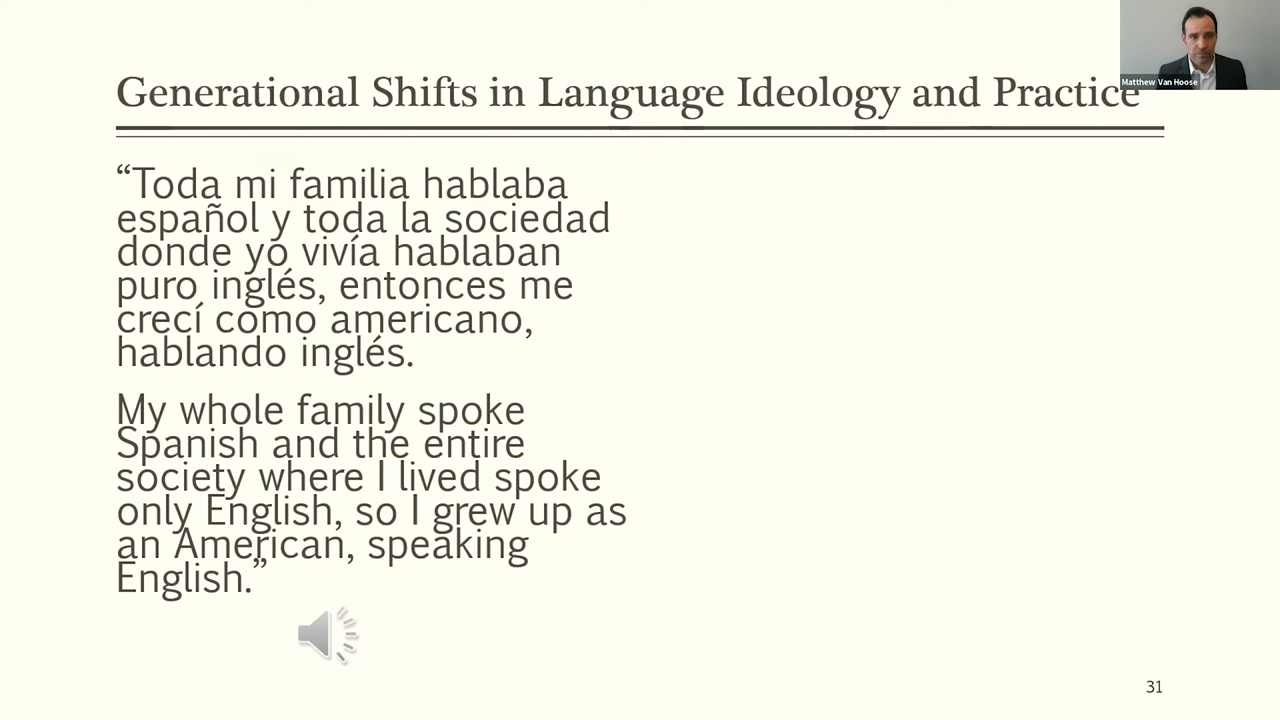 Matthew Van Hoose
Generational Shifts in Language Ideology and Practice
“Toda mi familia hablaba
español y toda la sociedad
donde yo vivía hablaban
puro inglés, entonces me
crecí como americano,
hablando inglés.
My whole family spoke
Spanish and the entire
society where I lived spoke
only English, so I grew up as
an American, speaking
English.”
31